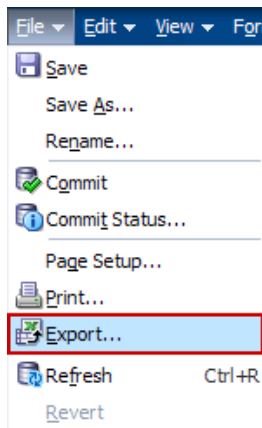 File Edit View For
Save
Save As...
Rename...
Commit
Commit Status...
Page Setup...
Print...
Export...
Refresh Ctrl+R
Revert